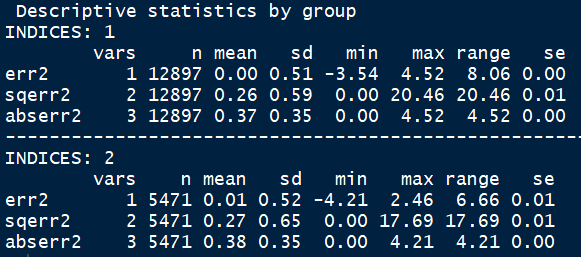 Descriptive statistics by group
INDICES: 1
vars n mean sd min max range se
err2 1 12897 0.00 0.51 -3.54 4.52 8.06 0.00
sqerr2 2 12897 0.26 0.59 0.00 20.46 20.46 0.01
abserr2 3 12897 0.37 0.35 0.00 4.52 4.52 0.00
------------------------------------------------------
INDICES: 2
vars n mean sd min max range se
err2 1 5471 0.01 0.52 -4.21 2.46 6.66 0.01
sqerr2 2 5471 0.27 0.65 0.00 17.69 17.69 0.01
abserr2 3 5471 0.38 0.35 0.00 4.21 4.21 0.00